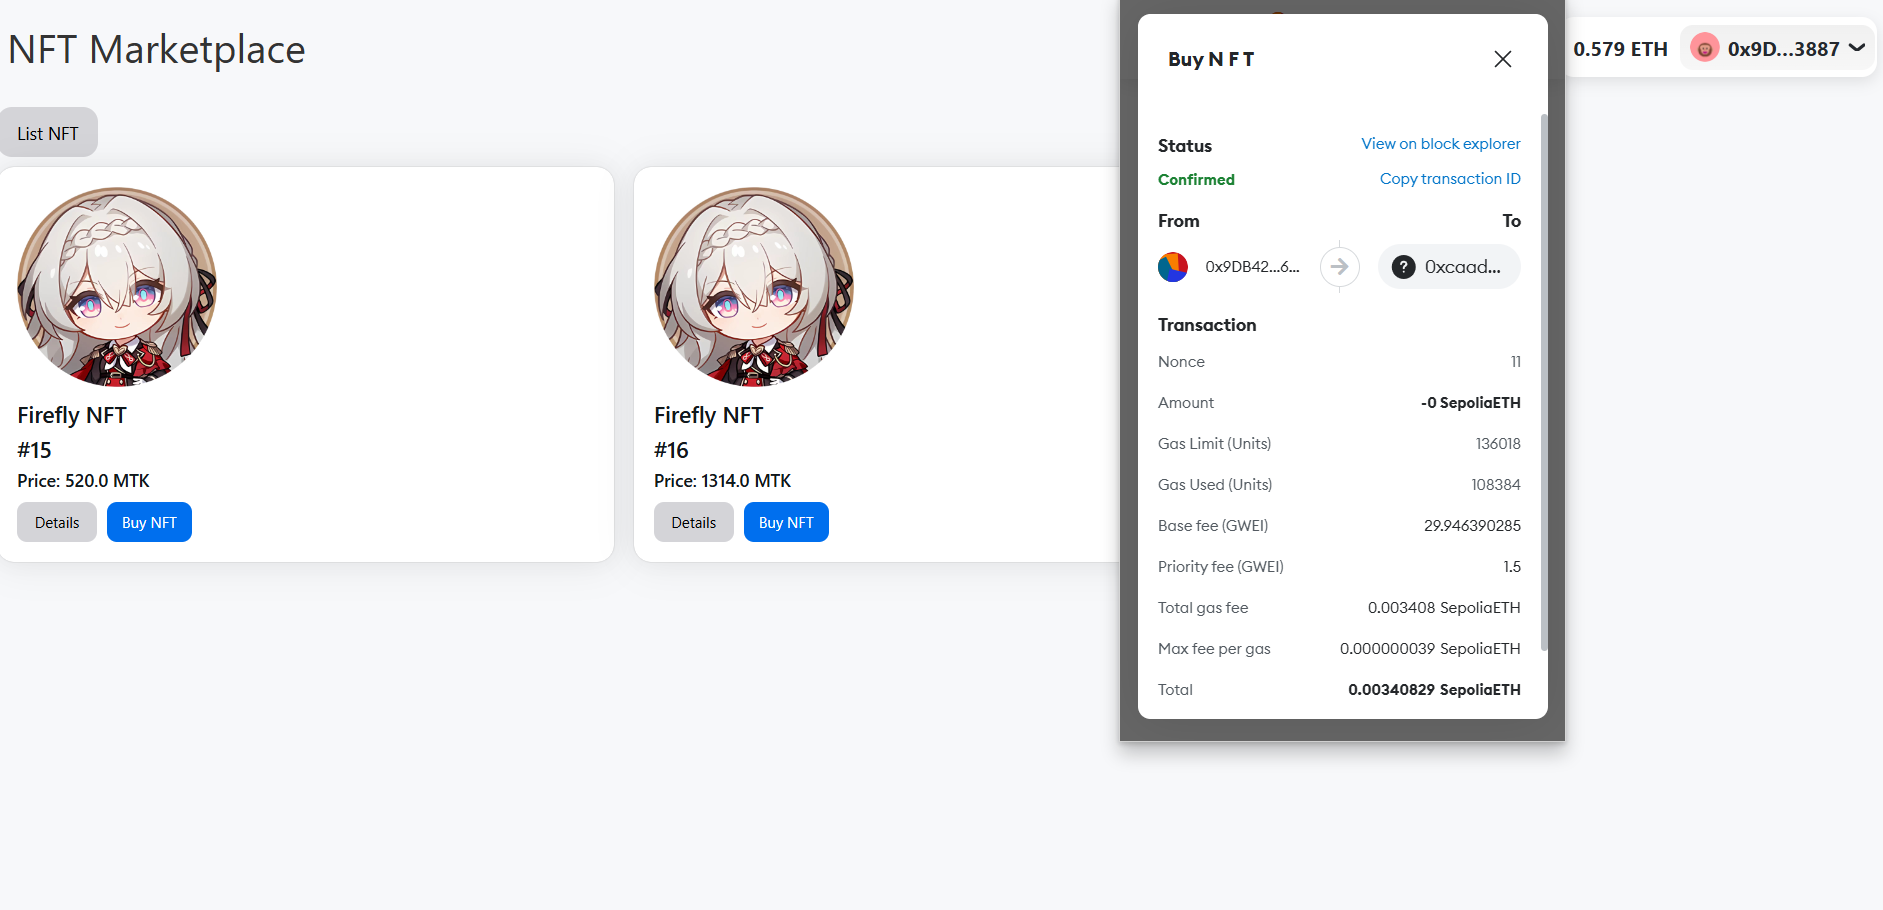 NFT Marketplace
List NFT
Firefly NFT
#15
Price: 520.0 MTK
Details
Buy NFT
Firefly NFT
#16
Price: 1314.0 MTK
Details
Buy NFT
Buy N F T
Status
View on block explorer
Confirmed
Copy transaction ID
From
To
0x9DB42...6...
?
0xcaad...
Transaction
Nonce 11
Amount -0 SepoliaETH
Gas Limit (Units) 136018
Gas Used (Units) 108384
Base fee (GWEI) 29.946390285
Priority fee (GWEI) 1.5
Total gas fee 0.003408 SepoliaETH
Max fee per gas 0.000000039 SepoliaETH
Total 0.00340829 SepoliaETH
0.579 ETH
0x9D...3887